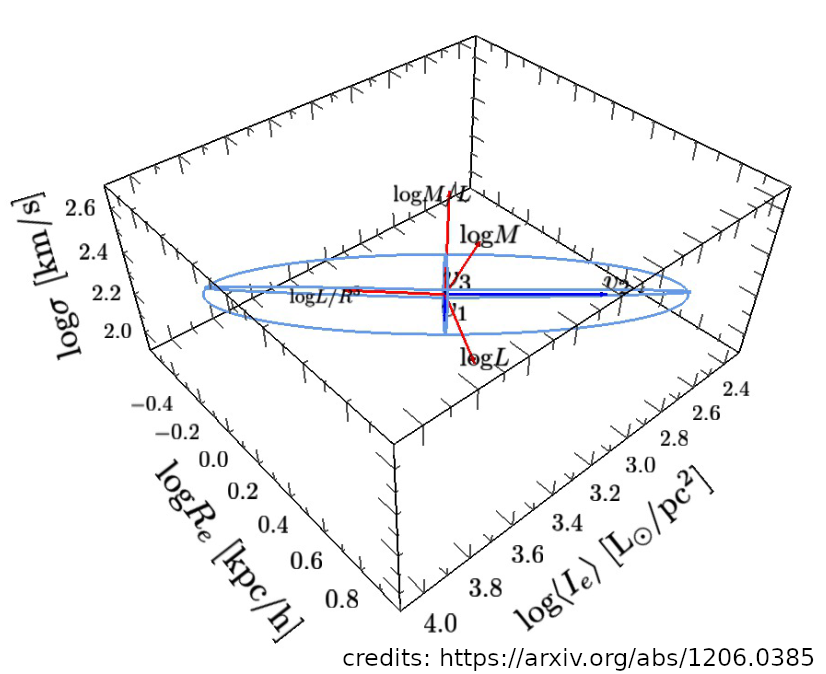 2.6
2.4
2.2
2.0
logσ [km/s]
logM/L
logM
v3
v2
logL/R³
v1
logL
−0.4
−0.2
0.0
0.2
0.4
0.6
0.8
logRₑ [kpc/h]
2.4
2.6
2.8
3.0
3.2
3.4
3.6
3.8
4.0
log⟨Iₑ⟩ [L⊙/pc²]
credits: https://arxiv.org/abs/1206.0385